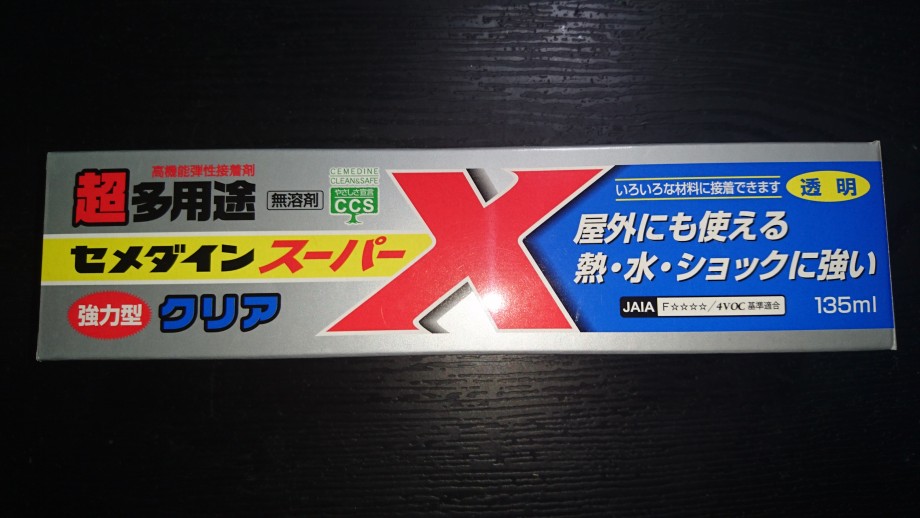 高機能弾性接着剤
超多用途
無溶剤
CEMEDINE
CLEAN&SAFE
やさしさ宣言
CCS
セメダインスーパーX
強力型
クリア
いろいろな材料に接着できます
透明
屋外にも使える
熱・水・ショックに強い
JAIA F☆☆☆☆/4VOC基準適合
135ml